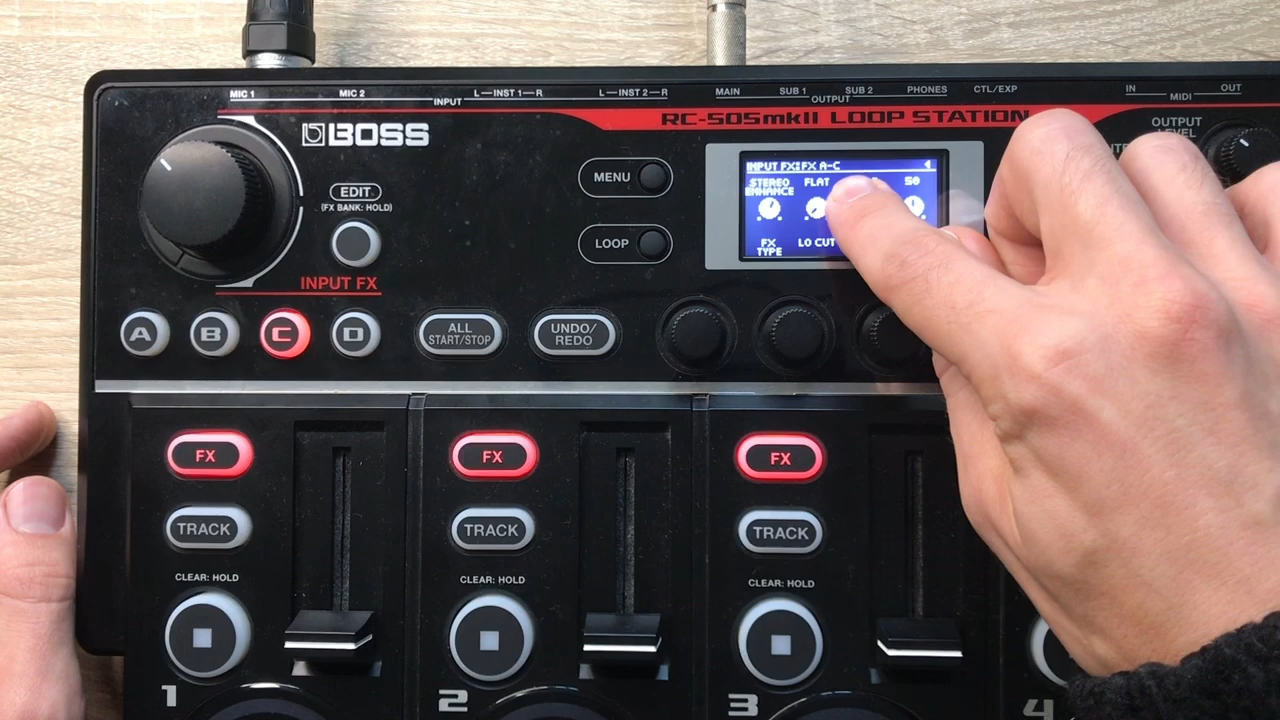 MIC 1 MIC 2 L—INST 1—R L—INST 2—R MAIN SUB 1 SUB 2 PHONES CTL/EXP IN OUT
INPUT OUTPUT MIDI
RC-505mkII LOOP STATION
BOSS
OUTPUT
LEVEL
EDIT
(FX BANK: HOLD)
MENU
LOOP
INPUT FX:FX A-C
STEREO FLAT 50
ENHANCE
FX LO CUT
TYPE
INPUT FX
A B C D
ALL
START/STOP
UNDO/
REDO
FX FX FX
TRACK TRACK TRACK
CLEAR: HOLD CLEAR: HOLD CLEAR: HOLD
1 2 3 4